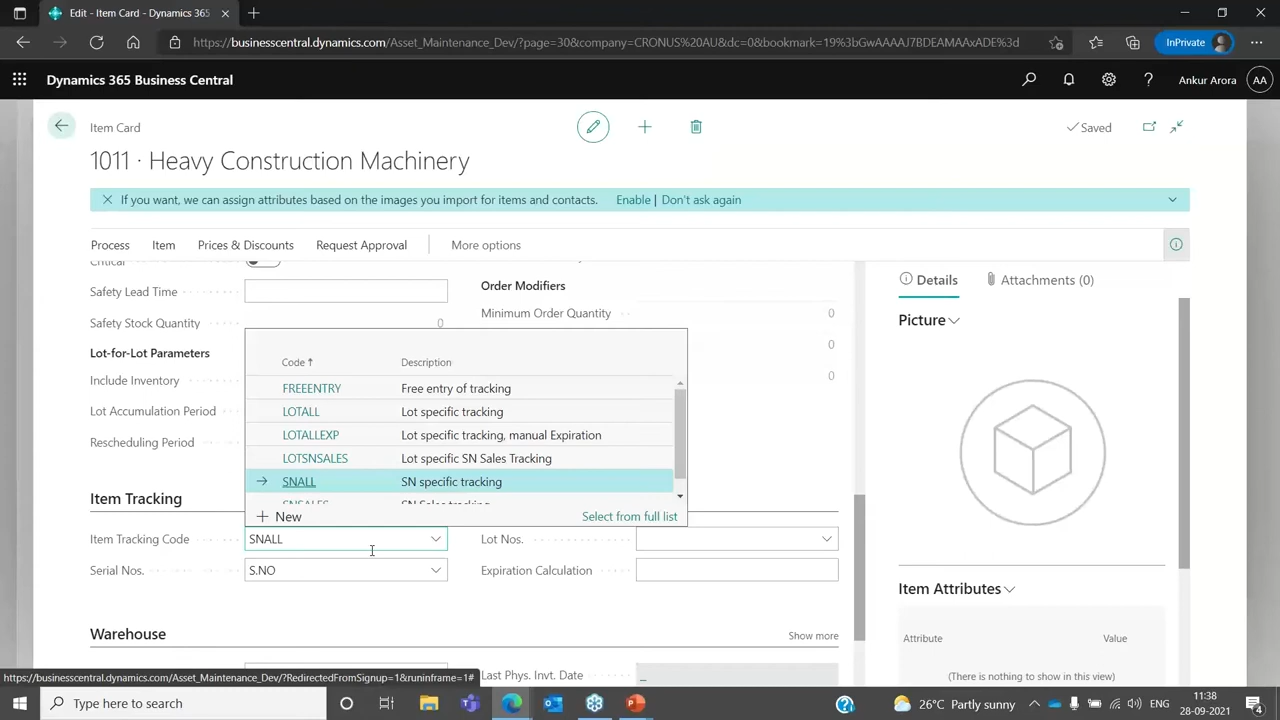 Edit - Item Card - Dynamics 365
https://businesscentral.dynamics.com/Asset_Maintenance_Dev/?page=30&company=CRONUS%20AU&dc=0&bookmark=19%3bGwAAAAJ7BDEAMAAxADE%3d
InPrivate
Dynamics 365 Business Central
Ankur Arora
AA
Item Card
Saved
1011 · Heavy Construction Machinery
If you want, we can assign attributes based on the images you import for items and contacts. Enable | Don't ask again
Process Item Prices & Discounts Request Approval More options
Critical
Safety Lead Time
Safety Stock Quantity 0
Lot-for-Lot Parameters
Include Inventory
Lot Accumulation Period
Rescheduling Period
Order Modifiers
Minimum Order Quantity 0
0
0
Code Description
FREEENTRY Free entry of tracking
LOTALL Lot specific tracking
LOTALLEXP Lot specific tracking, manual Expiration
LOTSNSALES Lot specific SN Sales Tracking
SNALL SN specific tracking
SNSALES SN Sales tracking
New Select from full list
Item Tracking
Item Tracking Code SNALL
Serial Nos. S.NO
Lot Nos.
Expiration Calculation
Warehouse Show more
Last Phys. Invt. Date
Details Attachments (0)
Picture
Item Attributes
Attribute Value
(There is nothing to show in this view)
https://businesscentral.dynamics.com/Asset_Maintenance_Dev/?RedirectedFromSignup=1&runinframe=1#
Type here to search
26°C Partly sunny
ENG
11:38
28-09-2021
4